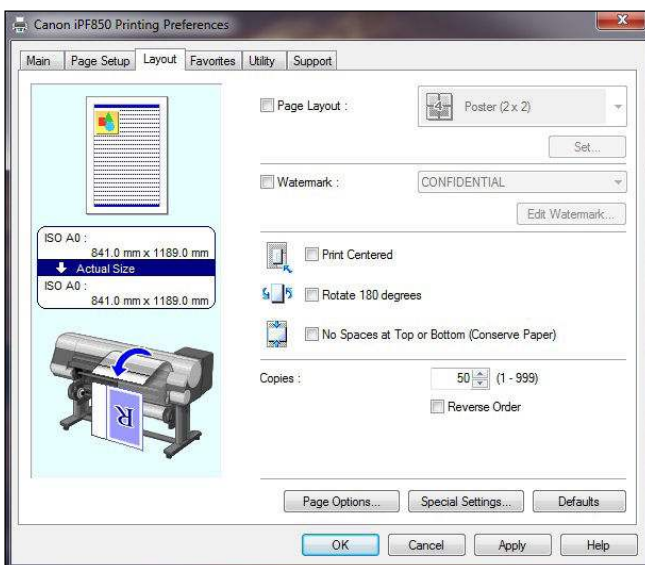 Canon iPF850 Printing Preferences
Main Page Setup Layout Favorites Utility Support
Page Layout :
4
Poster (2 x 2)
Set...
Watermark :
CONFIDENTIAL
Edit Watermark...
ISO A0 :
841.0 mm x 1189.0 mm
Actual Size
ISO A0 :
841.0 mm x 1189.0 mm
R
Print Centered
Rotate 180 degrees
No Spaces at Top or Bottom (Conserve Paper)
Copies :
50 (1 - 999)
Reverse Order
Page Options... Special Settings... Defaults
OK Cancel Apply Help